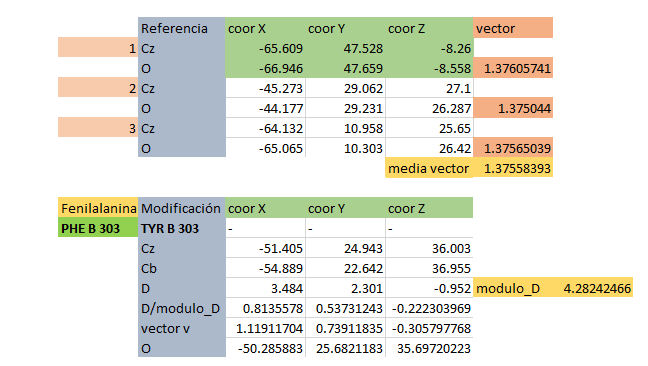 Referencia coor X coor Y coor Z vector
1 Cz -65.609 47.528 -8.26
O -66.946 47.659 -8.558 1.37605741
2 Cz -45.273 29.062 27.1
O -44.177 29.231 26.287 1.375044
3 Cz -64.132 10.958 25.65
O -65.065 10.303 26.42 1.37565039
media vector 1.37558393
Fenilalanina Modificación coor X coor Y coor Z
PHE B 303 TYR B 303 - - -
Cz -51.405 24.943 36.003
Cb -54.889 22.642 36.955
D 3.484 2.301 -0.952 modulo_D 4.28242466
D/modulo_D 0.8135578 0.53731243 -0.222303969
vector v 1.11911704 0.73911835 -0.305797768
O -50.285883 25.6821183 35.69720223